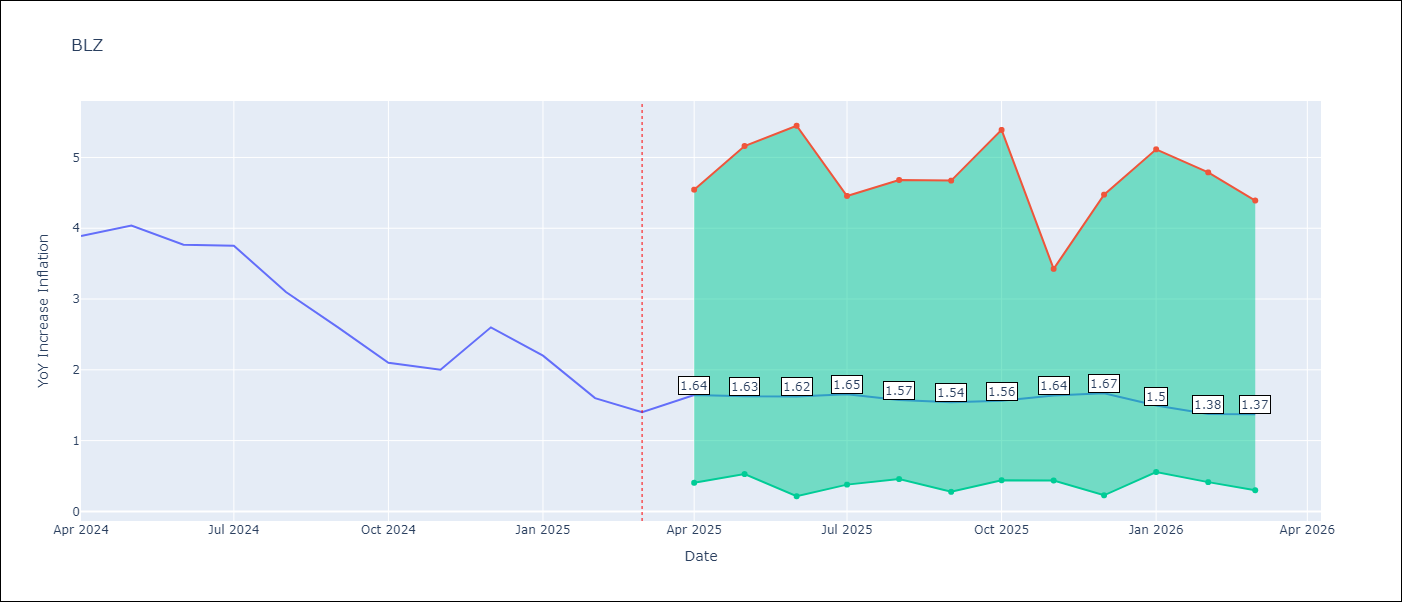 BLZ
YoY Increase Inflation
5
4
3
2
1
0
1.64
1.63
1.62
1.65
1.57
1.54
1.56
1.64
1.67
1.5
1.38
1.37
Apr 2024
Jul 2024
Oct 2024
Jan 2025
Apr 2025
Jul 2025
Oct 2025
Jan 2026
Apr 2026
Date